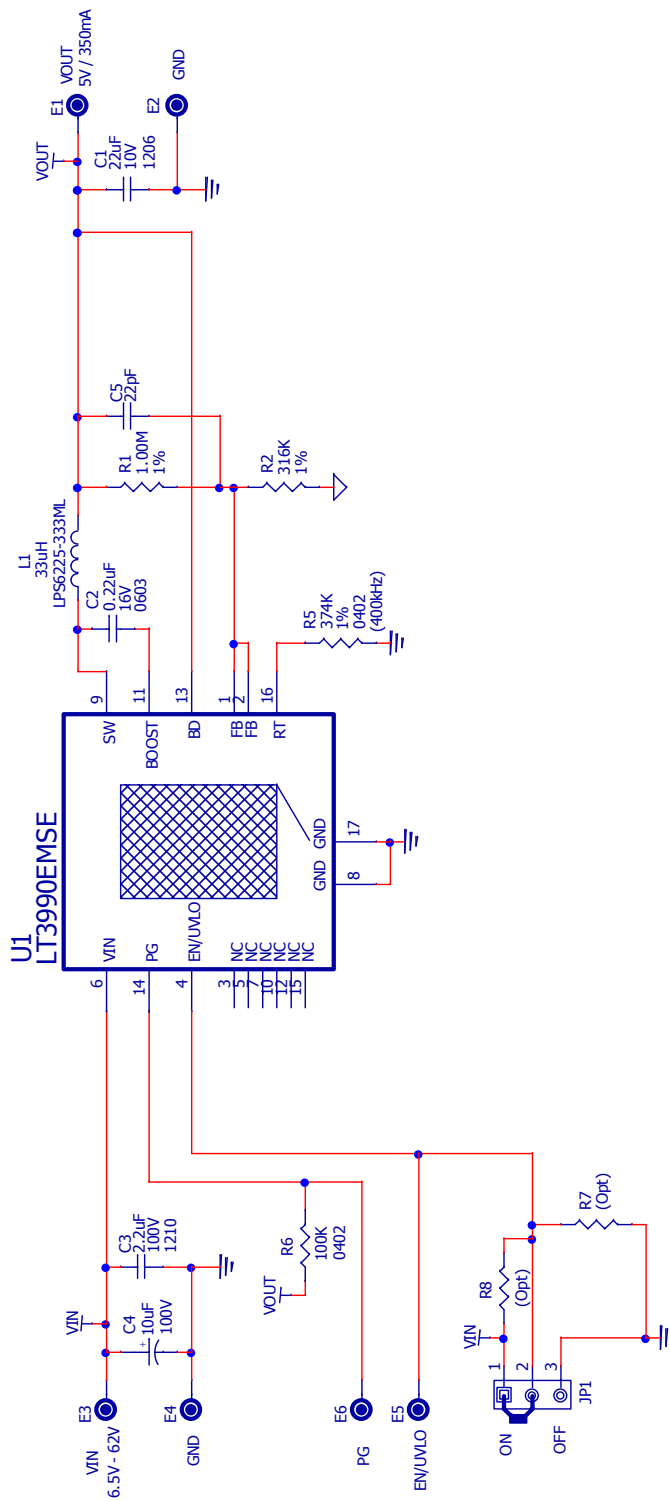 U1
LT3990EMSE
VIN
6.5V - 62V
E3
VIN
C4
10uF
100V
+
C3
2.2uF
100V
1210
GND
E4
6
VIN
14
PG
4
EN/UVLO
3
NC
5
NC
7
NC
10
NC
12
NC
15
NC
GND
8
GND
17
SW
9
BOOST
11
BD
13
FB
1
FB
2
RT
16
L1
33uH
LPS6225-333ML
C2
0.22uF
16V
0603
R1
1.00M
1%
C5
22pF
R2
316K
1%
R5
374K
1%
0402
(400kHz)
VOUT
C1
22uF
10V
1206
E1
VOUT
5V / 350mA
E2
GND
VOUT
R6
100K
0402
PG
E6
EN/UVLO
E5
VIN
R8
(Opt)
R7
(Opt)
ON
OFF
1
2
3
JP1